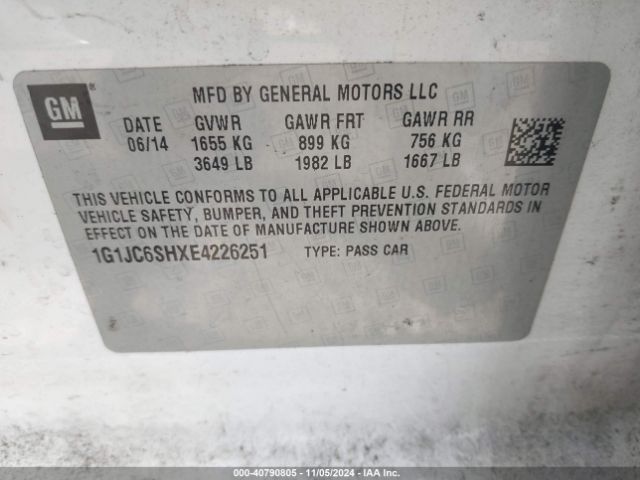 GM
®
MFD BY GENERAL MOTORS LLC
DATE GVWR GAWR FRT GAWR RR
06/14 1655 KG 899 KG 756 KG
3649 LB 1982 LB 1667 LB
THIS VEHICLE CONFORMS TO ALL APPLICABLE U.S. FEDERAL MOTOR
VEHICLE SAFETY, BUMPER, AND THEFT PREVENTION STANDARDS IN
EFFECT ON THE DATE OF MANUFACTURE SHOWN ABOVE.
1G1JC6SHXE4226251 TYPE: PASS CAR
000-40790805 - 11/05/2024 - IAA Inc.